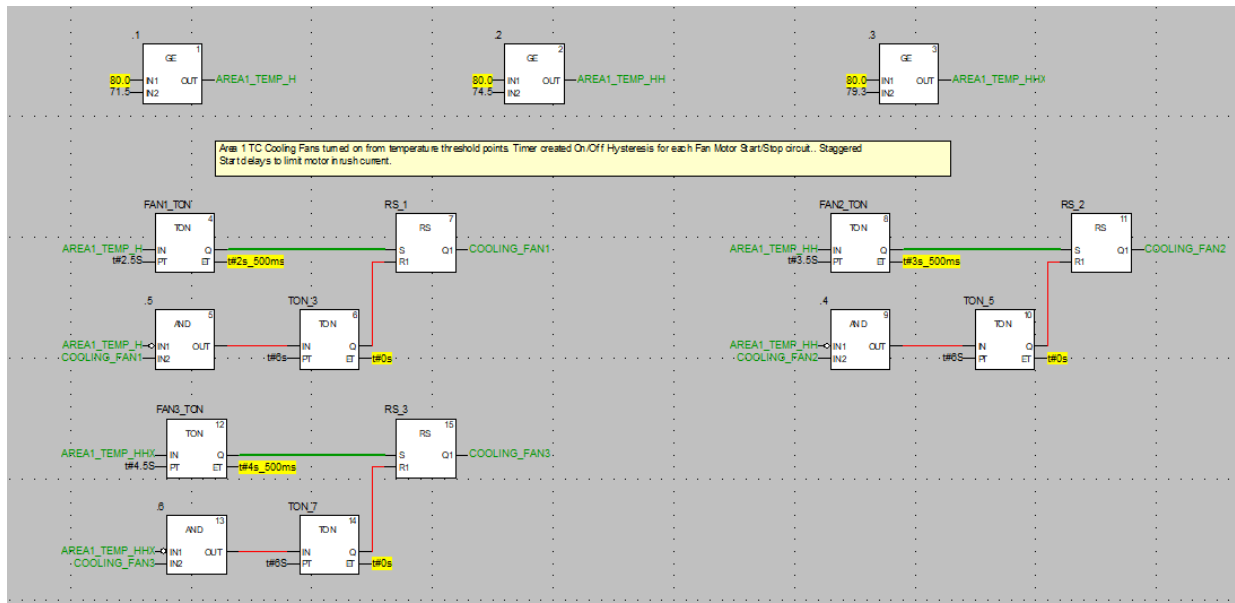 .1
1
GE
80.0 IN1 OUT AREA1_TEMP_H
71.5 IN2
.2
2
GE
80.0 IN1 OUT AREA1_TEMP_HH
74.5 IN2
.3
3
GE
80.0 IN1 OUT AREA1_TEMP_HHX
79.3 IN2
Area 1 TC Cooling Fans turned on from temperature threshold points. Timer created On/Off Hysteresis for each Fan Motor Start/Stop circuit.. Staggered
Start delays to limit motor inrush current.
FAN1_TON
4
TON
AREA1_TEMP_H IN Q
t#2.5S PT ET t#2s_500ms
RS_1
7
RS
S Q1 COOLING_FAN1
R1
.5
5
AND
AREA1_TEMP_H IN1 OUT
COOLING_FAN1 IN2
TON_3
6
TON
IN Q
t#6s PT ET t#0s
FAN2_TON
8
TON
AREA1_TEMP_HH IN Q
t#3.5S PT ET t#3s_500ms
RS_2
11
RS
S Q1 COOLING_FAN2
R1
.4
9
AND
AREA1_TEMP_HH IN1 OUT
COOLING_FAN2 IN2
TON_5
10
TON
IN Q
t#6S PT ET t#0s
FAN3_TON
12
TON
AREA1_TEMP_HHX IN Q
t#4.5S PT ET t#4s_500ms
RS_3
15
RS
S Q1 COOLING_FAN3
R1
.6
13
AND
AREA1_TEMP_HHX IN1 OUT
COOLING_FAN3 IN2
TON_7
14
TON
IN Q
t#6S PT ET t#0s